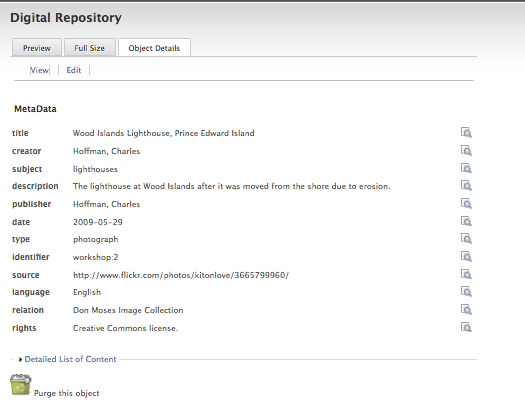 Digital Repository
Preview Full Size Object Details
View Edit
MetaData
title Wood Islands Lighthouse, Prince Edward Island
creator Hoffman, Charles
subject lighthouses
description The lighthouse at Wood Islands after it was moved from the shore due to erosion.
publisher Hoffman, Charles
date 2009-05-29
type photograph
identifier workshop:2
source http://www.flickr.com/photos/kitonlove/3665799960/
language English
relation Don Moses Image Collection
rights Creative Commons license.
Detailed List of Content
Purge this object